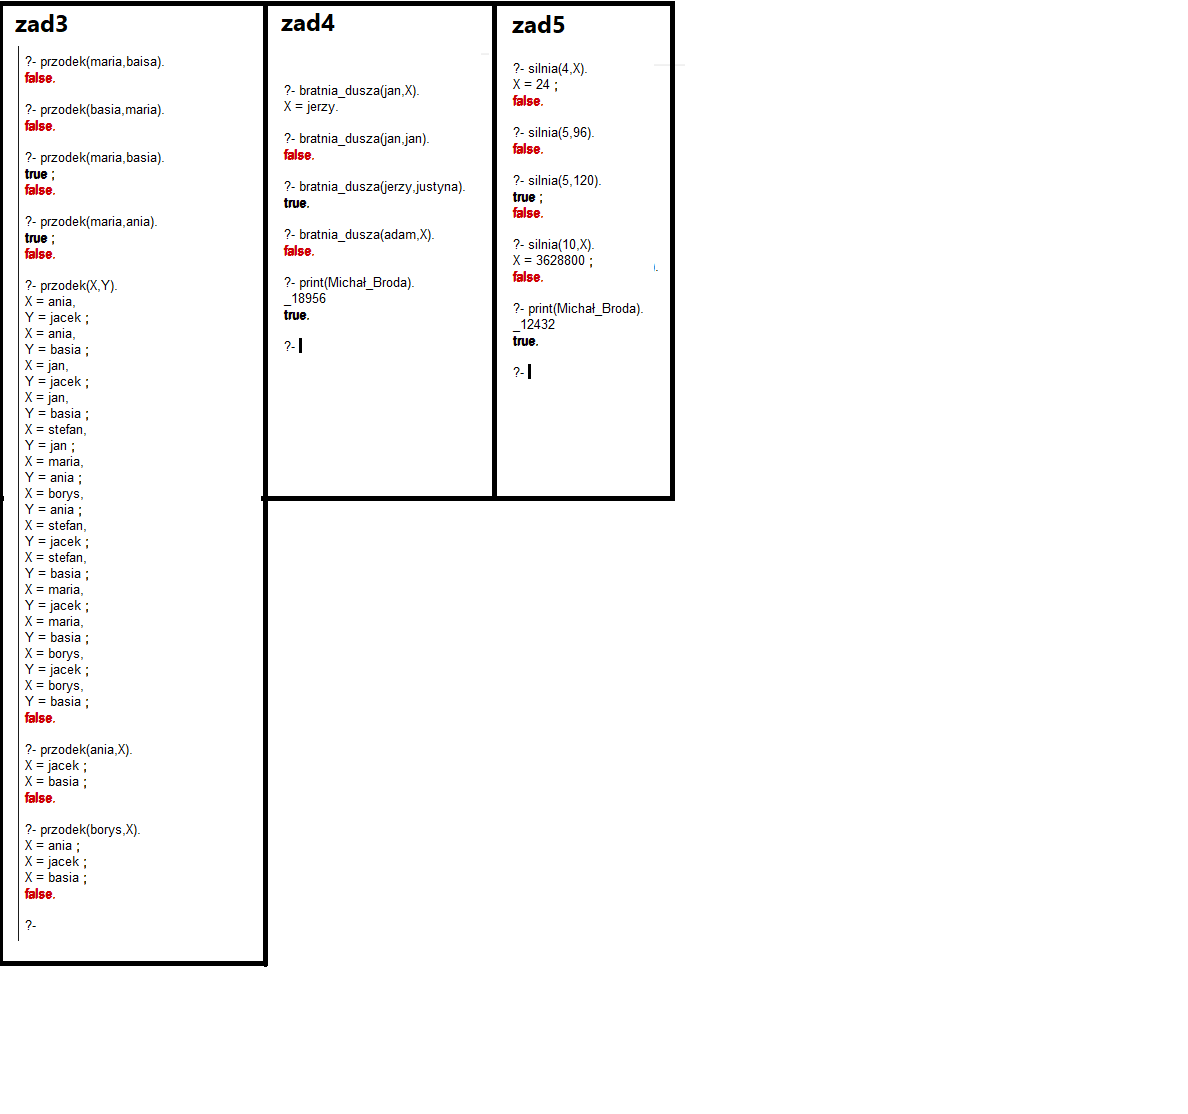 zad3
?- przodek(maria,baisa).
false.
?- przodek(basia,maria).
false.
?- przodek(maria,basia).
true ;
false.
?- przodek(maria,ania).
true ;
false.
?- przodek(X,Y).
X = ania,
Y = jacek ;
X = ania,
Y = basia ;
X = jan,
Y = jacek ;
X = jan,
Y = basia ;
X = stefan,
Y = jan ;
X = maria,
Y = ania ;
X = borys,
Y = ania ;
X = stefan,
Y = jacek ;
X = stefan,
Y = basia ;
X = maria,
Y = jacek ;
X = maria,
Y = basia ;
X = borys,
Y = jacek ;
X = borys,
Y = basia ;
false.
?- przodek(ania,X).
X = jacek ;
X = basia ;
false.
?- przodek(borys,X).
X = ania ;
X = jacek ;
X = basia ;
false.
?-
zad4
?- bratnia_dusza(jan,X).
X = jerzy.
?- bratnia_dusza(jan,jan).
false.
?- bratnia_dusza(jerzy,justyna).
true.
?- bratnia_dusza(adam,X).
false.
?- print(Michał_Broda).
_18956
true.
?-
zad5
?- silnia(4,X).
X = 24 ;
false.
?- silnia(5,96).
false.
?- silnia(5,120).
true ;
false.
?- silnia(10,X).
X = 3628800 ;
false.
?- print(Michał_Broda).
_12432
true.
?-